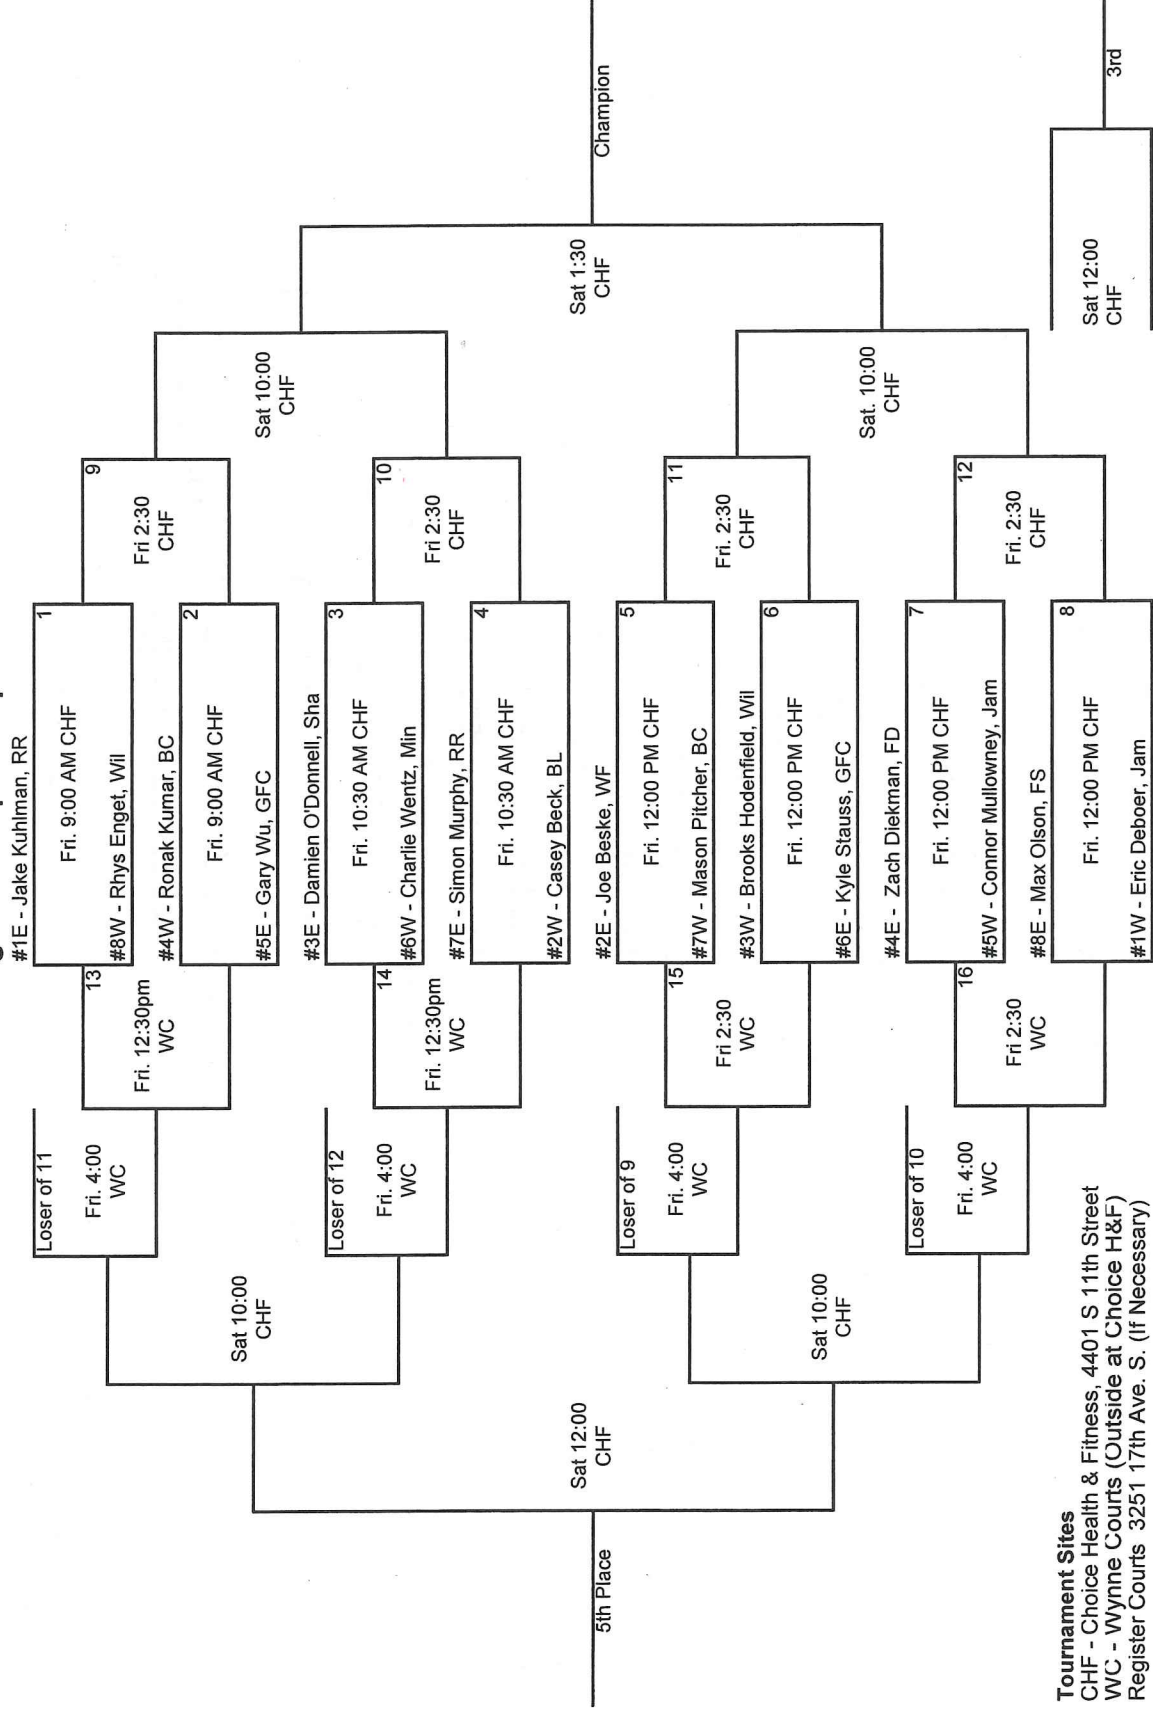 #1E - Jake Kuhlman, RR
1
Fri. 9:00 AM CHF
#8W - Rhys Enget, Wil
#4W - Ronak Kumar, BC
2
Fri. 9:00 AM CHF
#5E - Gary Wu, GFC
#3E - Damien O'Donnell, Sha
3
Fri. 10:30 AM CHF
#6W - Charlie Wentz, Min
#7E - Simon Murphy, RR
4
Fri. 10:30 AM CHF
#2W - Casey Beck, BL
#2E - Joe Beske, WF
5
Fri. 12:00 PM CHF
#7W - Mason Pitcher, BC
#3W - Brooks Hodenfield, Wil
6
Fri. 12:00 PM CHF
#6E - Kyle Stauss, GFC
#4E - Zach Diekman, FD
7
Fri. 12:00 PM CHF
#5W - Connor Mullowney, Jam
#8E - Max Olson, FS
8
Fri. 12:00 PM CHF
#1W - Eric Deboer, Jam
9
Fri 2:30
CHF
10
Fri 2:30
CHF
11
Fri. 2:30
CHF
12
Fri. 2:30
CHF
Sat 10:00
CHF
Sat. 10:00
CHF
Sat 1:30
CHF
Champion
Sat 12:00
CHF
3rd
13
Fri. 12:30pm
WC
14
Fri. 12:30pm
WC
15
Fri 2:30
WC
16
Fri 2:30
WC
Loser of 11
Fri. 4:00
WC
Loser of 12
Fri. 4:00
WC
Loser of 9
Fri. 4:00
WC
Loser of 10
Fri. 4:00
WC
Sat 10:00
CHF
Sat 10:00
CHF
Sat 12:00
CHF
5th Place
Tournament Sites
CHF - Choice Health & Fitness, 4401 S 11th Street
WC - Wynne Courts (Outside at Choice H&F)
Register Courts 3251 17th Ave. S. (If Necessary)